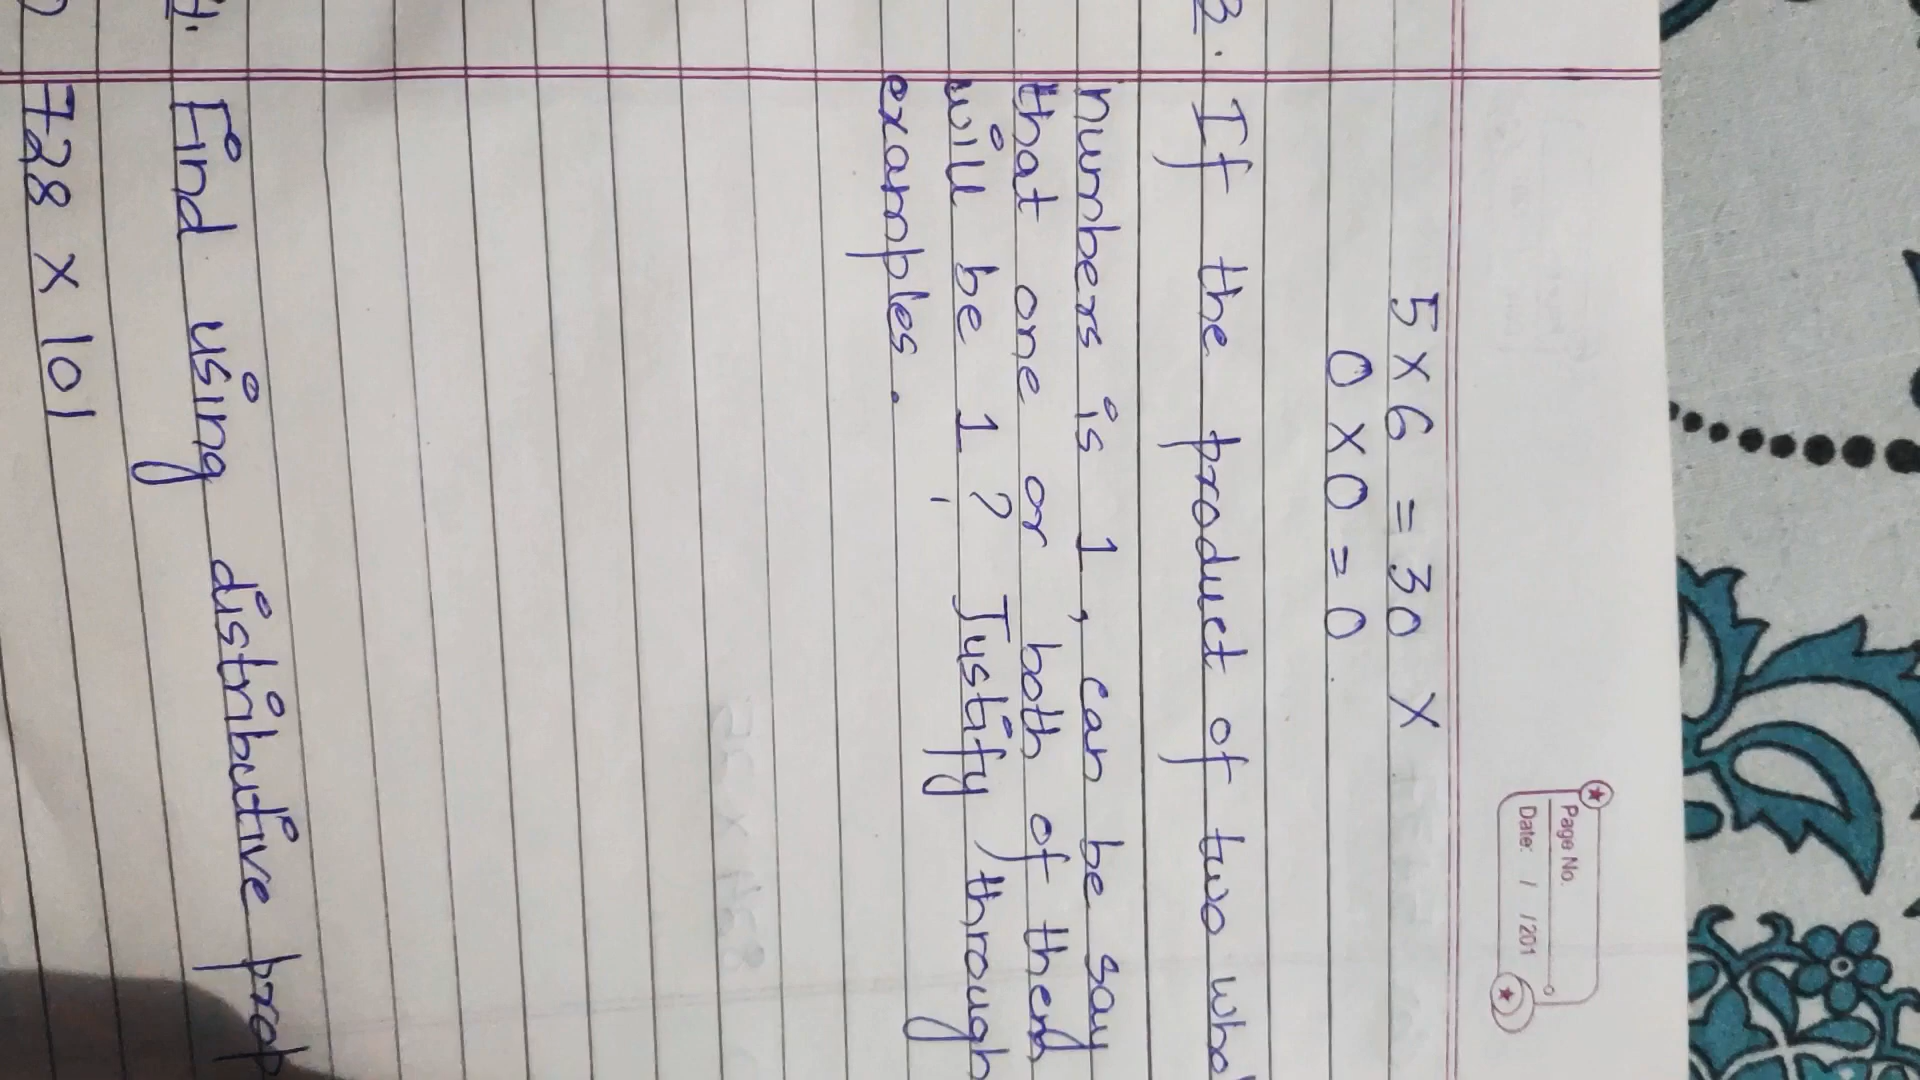 Page No.
Date: / /201
5 × 6 = 30 ×
0 × 0 = 0
3. If the product of two
numbers is 1, can be say
that one or both of them
will be 1? Justify through
examples.
4. Find using distributive
728 × 101